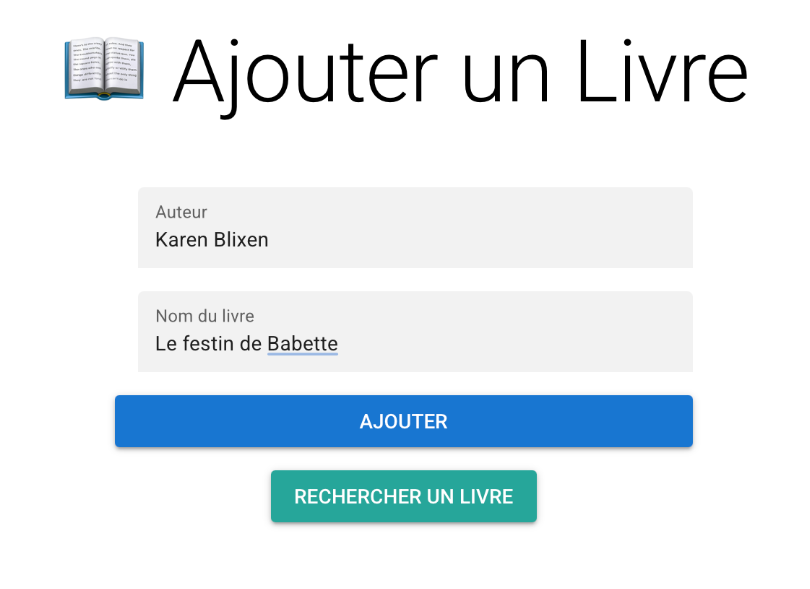 Ajouter un Livre
Auteur
Karen Blixen
Nom du livre
Le festin de Babette
AJOUTER
RECHERCHER UN LIVRE